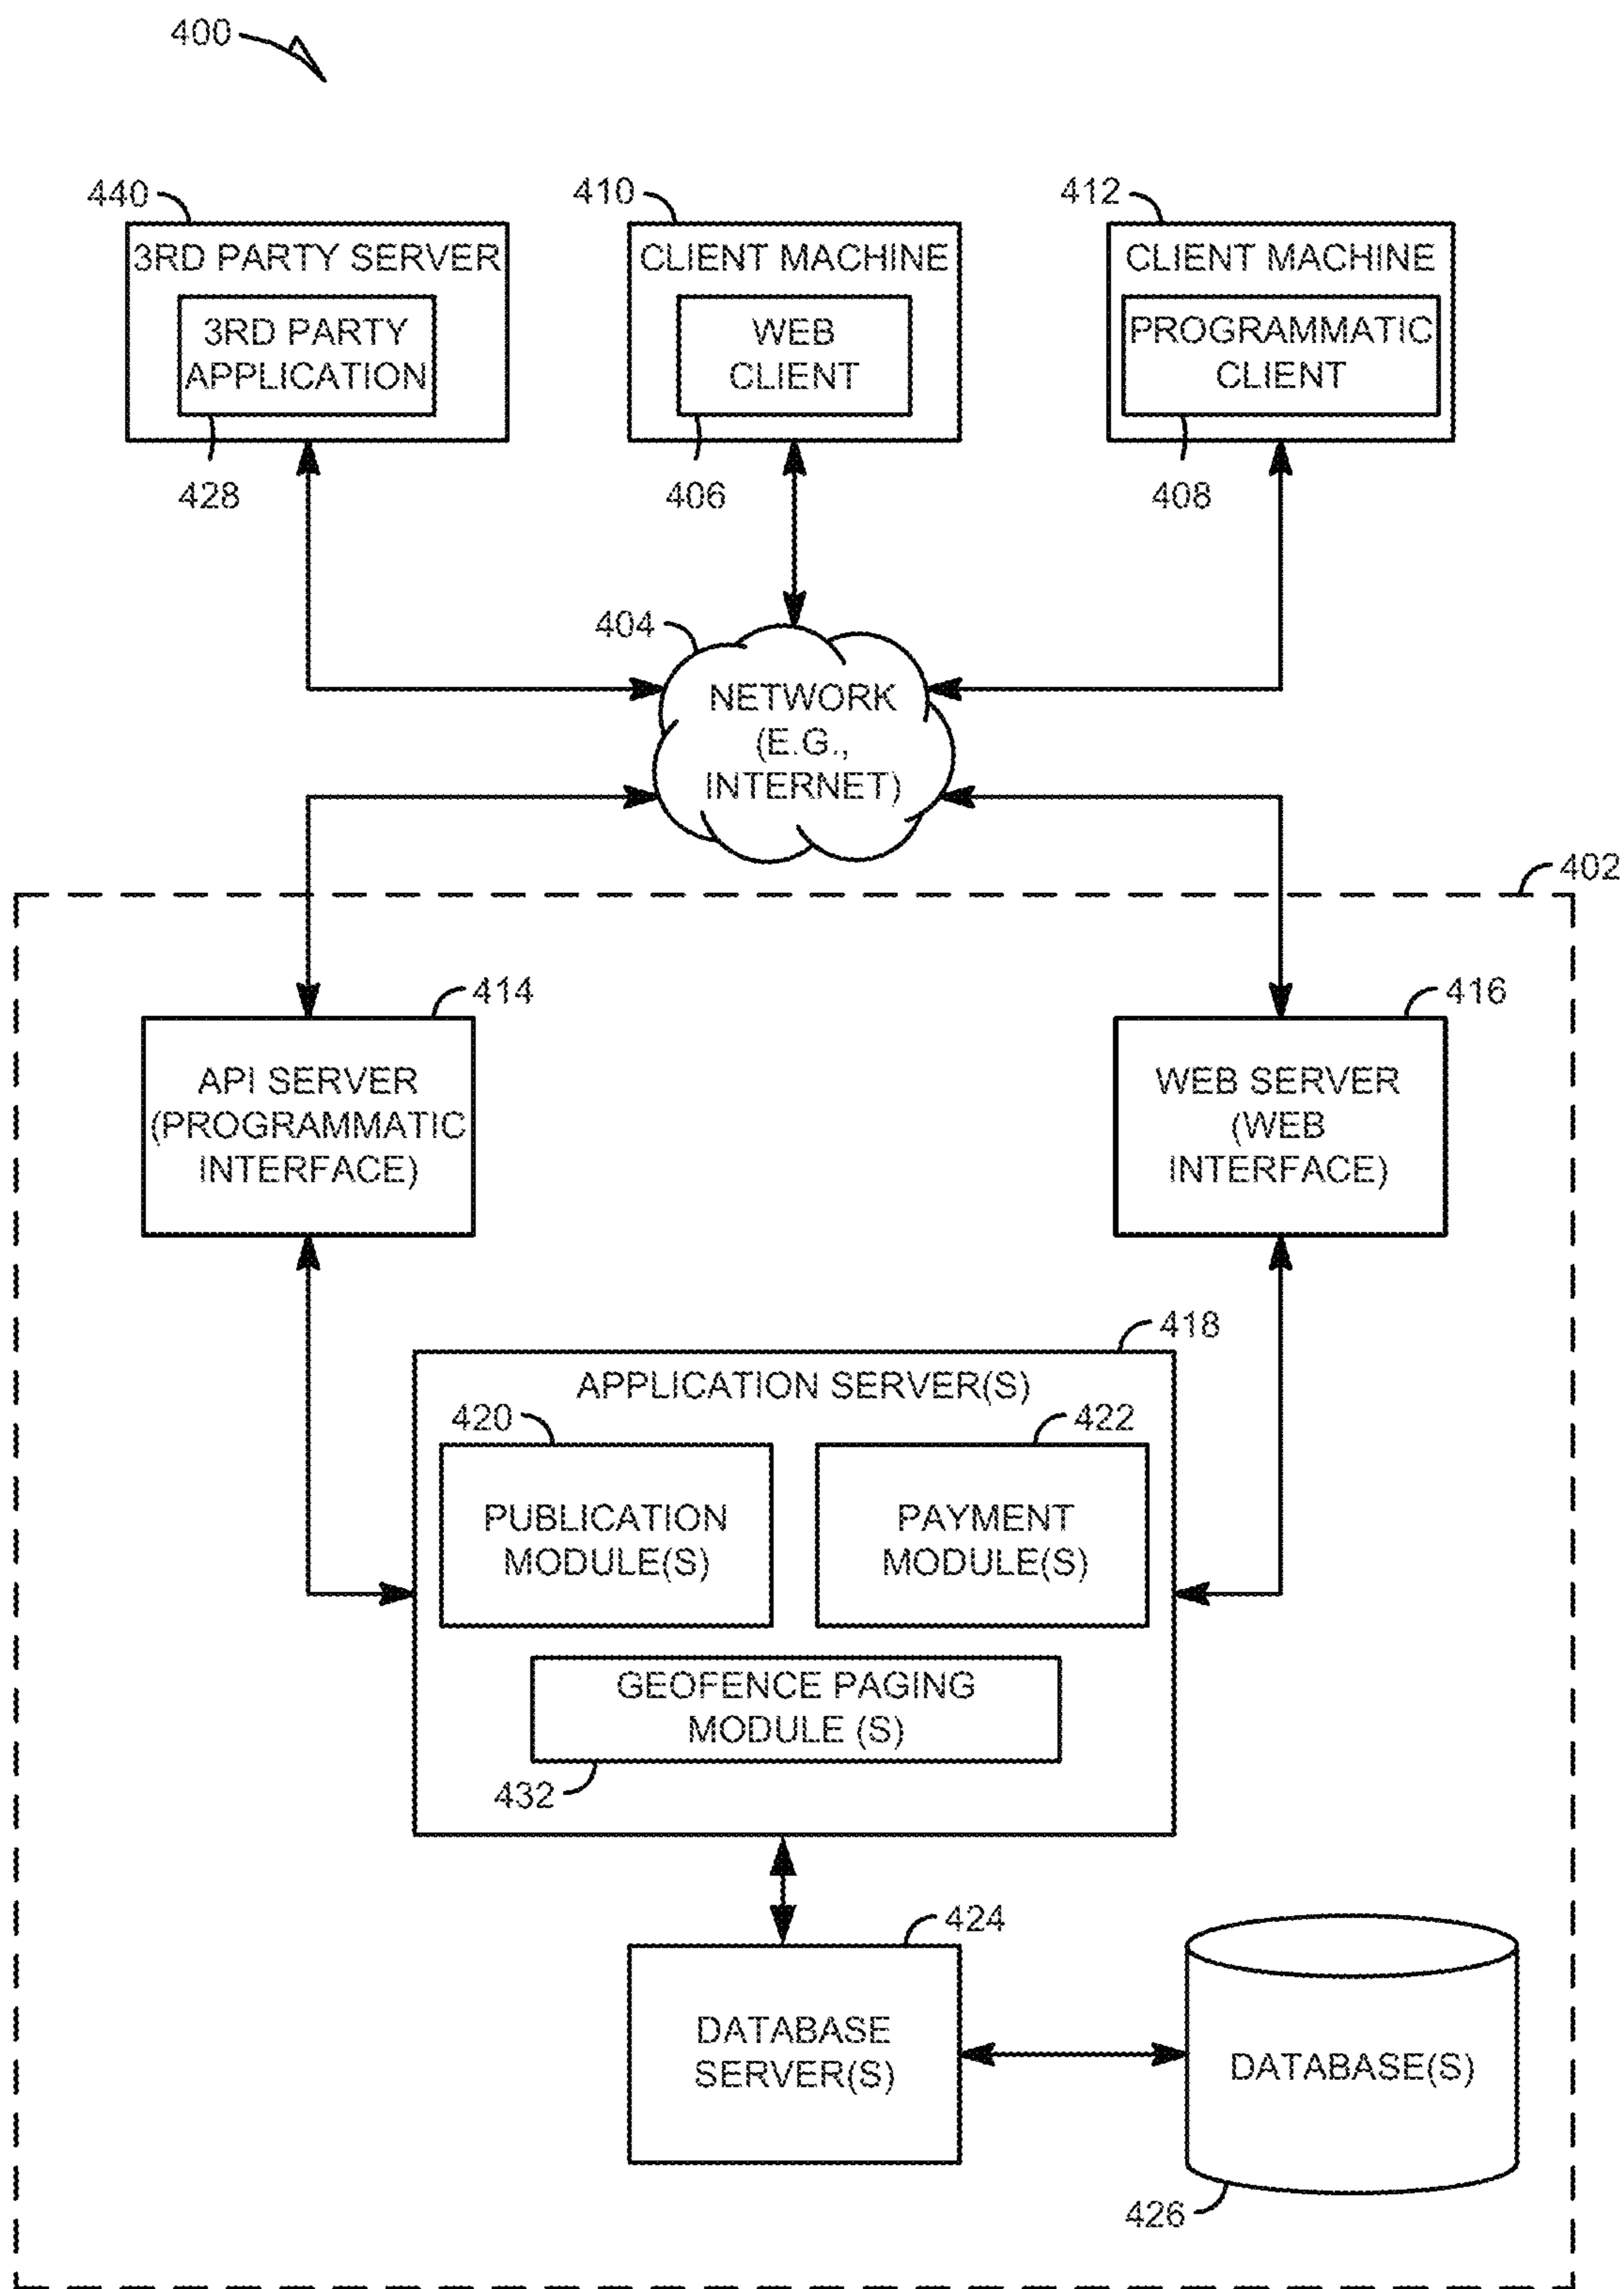 400
440
410
412
3RD PARTY SERVER
CLIENT MACHINE
CLIENT MACHINE
3RD PARTY
APPLICATION
WEB
CLIENT
PROGRAMMATIC
CLIENT
428
406
408
404
NETWORK
(E.G.,
INTERNET)
402
414
416
API SERVER
(PROGRAMMATIC
INTERFACE)
WEB SERVER
(WEB
INTERFACE)
418
APPLICATION SERVER(S)
420
422
PUBLICATION
MODULE(S)
PAYMENT
MODULE(S)
GEOFENCE PAGING
MODULE (S)
432
424
DATABASE
SERVER(S)
DATABASE(S)
426